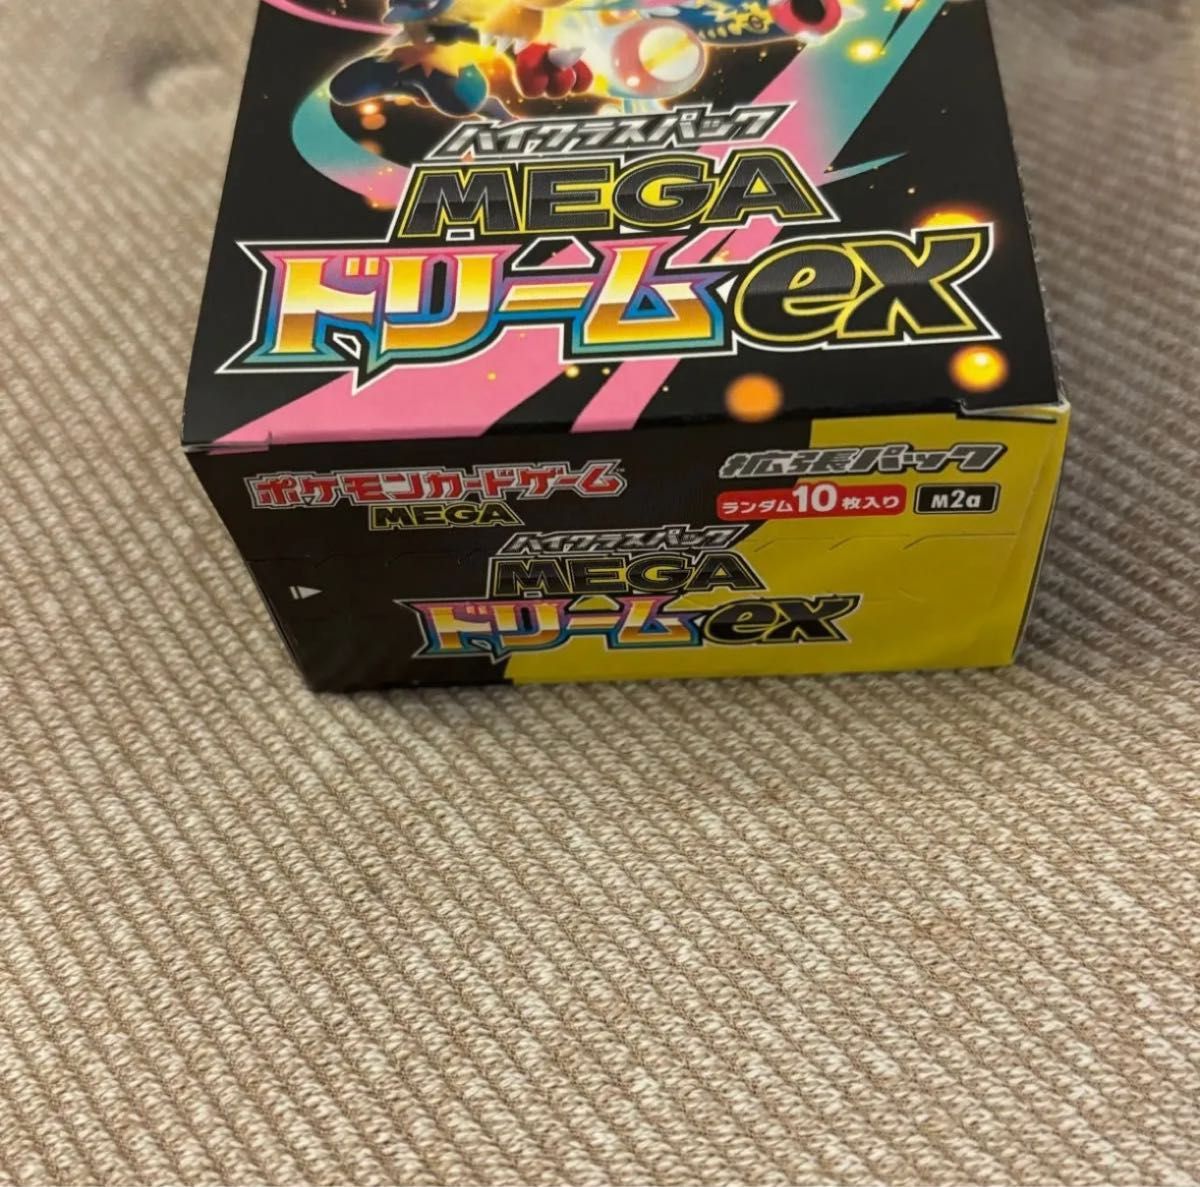 ハイクラスパック
MEGA
ドリームex
ポケモンカードゲーム™
MEGA
拡張パック
ランダム10枚入り M2a
ハイクラスパック
MEGA
ドリームex